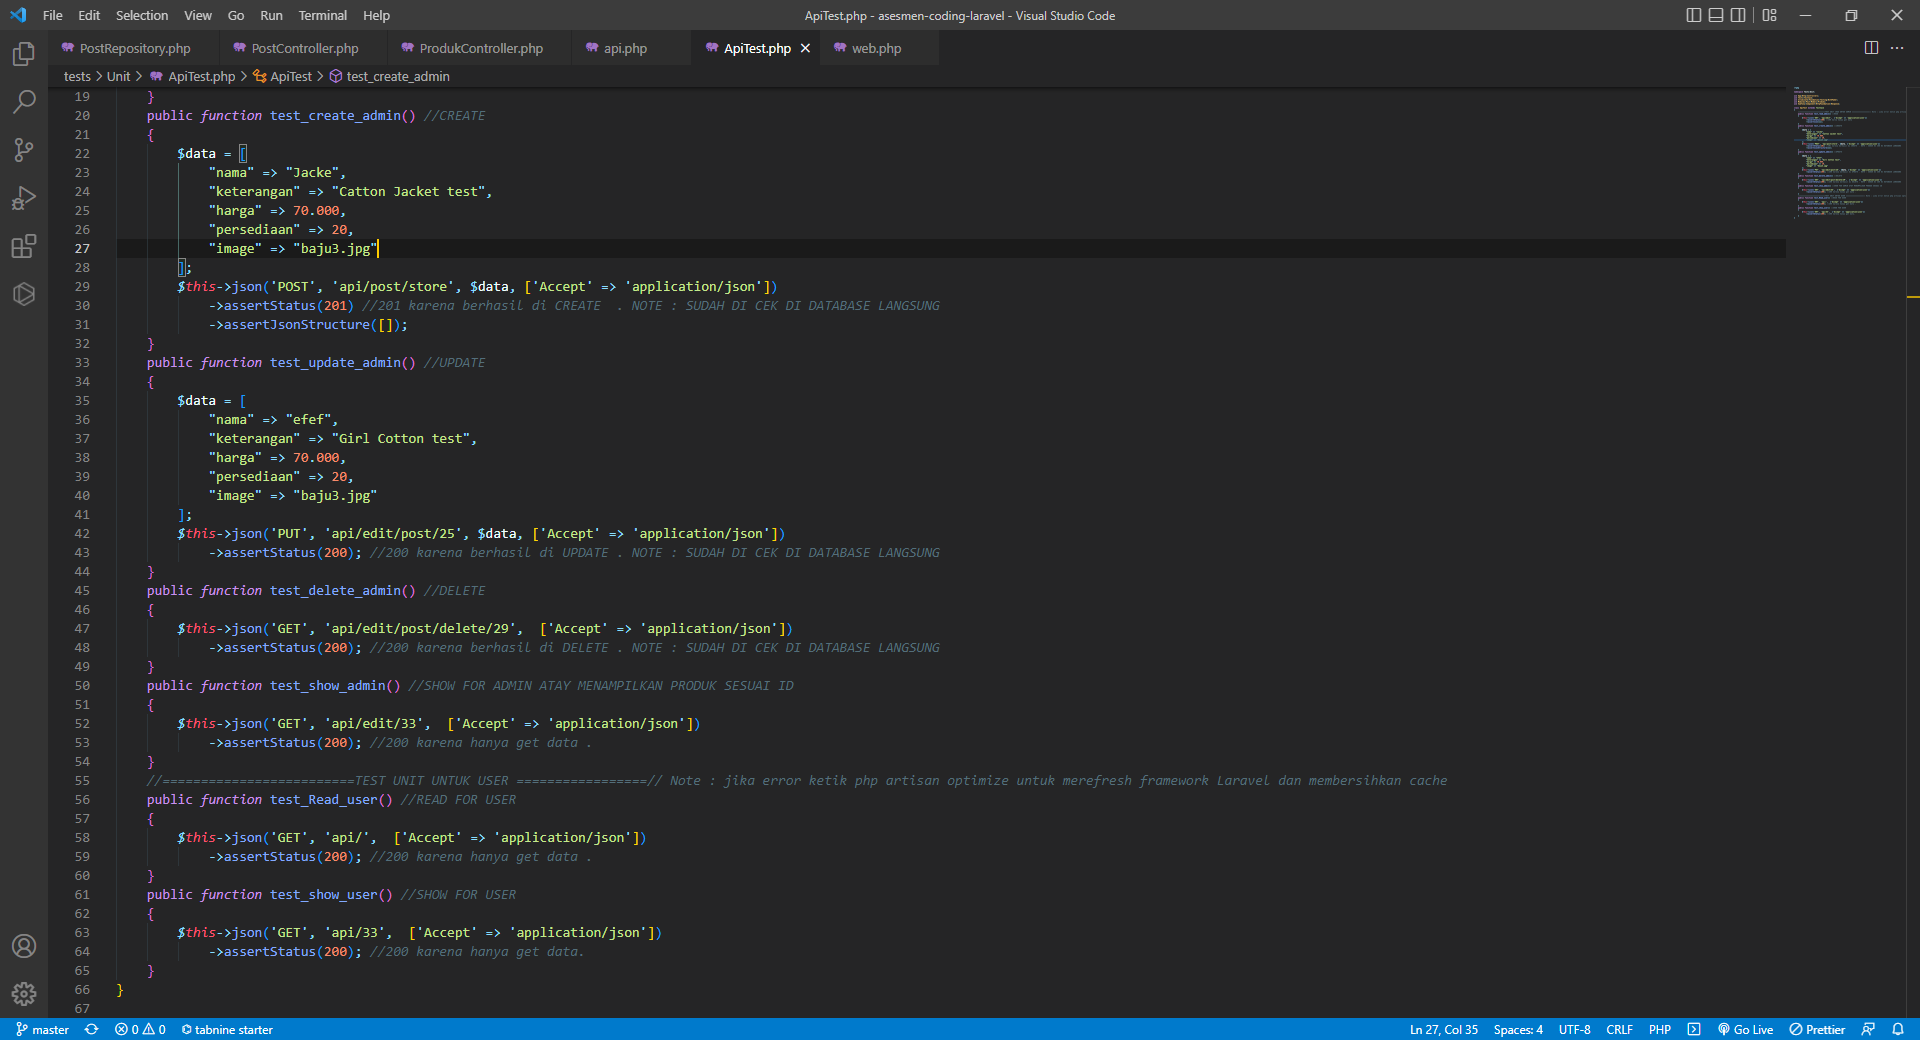 File Edit Selection View Go Run Terminal Help
ApiTest.php - asesmen-coding-laravel - Visual Studio Code
PostRepository.php PostController.php ProdukController.php api.php ApiTest.php web.php
tests > Unit > ApiTest.php > ApiTest > test_create_admin
19 }
20 public function test_create_admin() //CREATE
21 {
22 $data = [
23 "nama" => "Jacke",
24 "keterangan" => "Catton Jacket test",
25 "harga" => 70.000,
26 "persediaan" => 20,
27 "image" => "baju3.jpg"
28 ];
29 $this->json('POST', 'api/post/store', $data, ['Accept' => 'application/json'])
30 ->assertStatus(201) //201 karena berhasil di CREATE  . NOTE : SUDAH DI CEK DI DATABASE LANGSUNG
31 ->assertJsonStructure([]);
32 }
33 public function test_update_admin() //UPDATE
34 {
35 $data = [
36 "nama" => "efef",
37 "keterangan" => "Girl Cotton test",
38 "harga" => 70.000,
39 "persediaan" => 20,
40 "image" => "baju3.jpg"
41 ];
42 $this->json('PUT', 'api/edit/post/25', $data, ['Accept' => 'application/json'])
43 ->assertStatus(200); //200 karena berhasil di UPDATE . NOTE : SUDAH DI CEK DI DATABASE LANGSUNG
44 }
45 public function test_delete_admin() //DELETE
46 {
47 $this->json('GET', 'api/edit/post/delete/29',  ['Accept' => 'application/json'])
48 ->assertStatus(200); //200 karena berhasil di DELETE . NOTE : SUDAH DI CEK DI DATABASE LANGSUNG
49 }
50 public function test_show_admin() //SHOW FOR ADMIN ATAY MENAMPILKAN PRODUK SESUAI ID
51 {
52 $this->json('GET', 'api/edit/33',  ['Accept' => 'application/json'])
53 ->assertStatus(200); //200 karena hanya get data .
54 }
55 //=========================TEST UNIT UNTUK USER =================// Note : jika error ketik php artisan optimize untuk merefresh framework Laravel dan membersihkan cache
56 public function test_Read_user() //READ FOR USER
57 {
58 $this->json('GET', 'api/',  ['Accept' => 'application/json'])
59 ->assertStatus(200); //200 karena hanya get data .
60 }
61 public function test_show_user() //SHOW FOR USER
62 {
63 $this->json('GET', 'api/33',  ['Accept' => 'application/json'])
64 ->assertStatus(200); //200 karena hanya get data.
65 }
66 }
67
master 0 0 tabnine starter Ln 27, Col 35 Spaces: 4 UTF-8 CRLF PHP Go Live Prettier